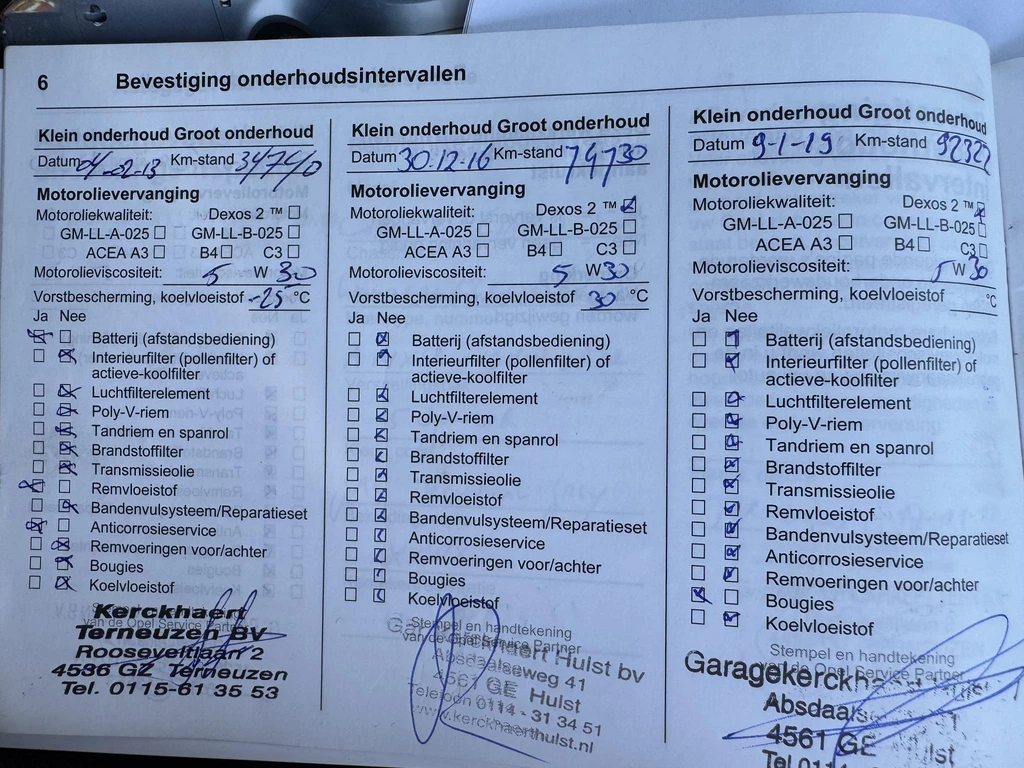 6 Bevestiging onderhoudsintervallen
Klein onderhoud Groot onderhoud
Datum 04-02-13 Km-stand 34740
Motorolievervanging
Motoroliekwaliteit: Dexos 2 ™ ☐
GM-LL-A-025 ☐ GM-LL-B-025 ☐
ACEA A3 ☐ B4 ☐ C3 ☐
Motorolieviscositeit: 5 W 30
Vorstbescherming, koelvloeistof -25 °C
Ja Nee
☒ ☐ Batterij (afstandsbediening)
☐ ☒ Interieurfilter (pollenfilter) of
actieve-koolfilter
☐ ☒ Luchtfilterelement
☐ ☒ Poly-V-riem
☐ ☒ Tandriem en spanrol
☐ ☒ Brandstoffilter
☐ ☒ Transmissieolie
☒ ☐ Remvloeistof
☐ ☒ Bandenvulsysteem/Reparatieset
☒ ☐ Anticorrosieservice
☐ ☒ Remvoeringen voor/achter
☐ ☒ Bougies
☐ ☒ Koelvloeistof
Kerckhaert
van de Opel Service
Terneuzen BV
Rooseveltlaan 2
4536 GZ Terneuzen
Tel. 0115-61 35 53
Klein onderhoud Groot onderhoud
Datum 30.12.16 Km-stand 74730
Motorolievervanging
Motoroliekwaliteit: Dexos 2 ™ ☒
GM-LL-A-025 ☐ GM-LL-B-025 ☐
ACEA A3 ☐ B4 ☐ C3 ☐
Motorolieviscositeit: 5 W 30
Vorstbescherming, koelvloeistof 30 °C
Ja Nee
☐ ☒ Batterij (afstandsbediening)
☐ ☒ Interieurfilter (pollenfilter) of
actieve-koolfilter
☐ ☒ Luchtfilterelement
☐ ☒ Poly-V-riem
☐ ☒ Tandriem en spanrol
☐ ☒ Brandstoffilter
☐ ☒ Transmissieolie
☐ ☒ Remvloeistof
☐ ☒ Bandenvulsysteem/Reparatieset
☐ ☒ Anticorrosieservice
☐ ☒ Remvoeringen voor/achter
☐ ☒ Bougies
☐ ☒ Koelvloeistof
Stempel en handtekening
van de Opel Service Partner
Hulst bv
Absdaalseweg 41
4561 GE Hulst
Telefoon 0114 - 31 34 51
www.kerckhaerthulst.nl
Klein onderhoud Groot onderhoud
Datum 9-1-19 Km-stand 92322
Motorolievervanging
Motoroliekwaliteit: Dexos 2 ™ ☒
GM-LL-A-025 ☐ GM-LL-B-025 ☐
ACEA A3 ☐ B4 ☐ C3 ☐
Motorolieviscositeit: 5 W 30
Vorstbescherming, koelvloeistof °C
Ja Nee
☐ ☒ Batterij (afstandsbediening)
☐ ☒ Interieurfilter (pollenfilter) of
actieve-koolfilter
☐ ☒ Luchtfilterelement
☐ ☒ Poly-V-riem
☐ ☒ Tandriem en spanrol
☐ ☒ Brandstoffilter
☐ ☒ Transmissieolie
☐ ☒ Remvloeistof
☐ ☒ Bandenvulsysteem/Reparatieset
☐ ☒ Anticorrosieservice
☐ ☒ Remvoeringen voor/achter
☒ ☐ Bougies
☐ ☒ Koelvloeistof
Stempel en handtekening
van de Opel Service Partner
4561 GE